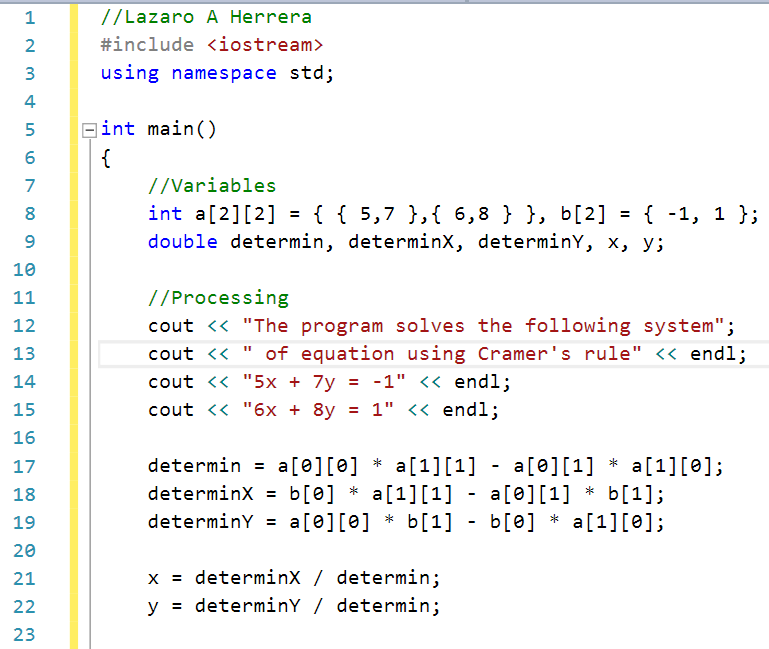 1 //Lazaro A Herrera
2 #include <iostream>
3 using namespace std;
4
5 int main()
6 {
7 //Variables
8 int a[2][2] = { { 5,7 },{ 6,8 } }, b[2] = { -1, 1 };
9 double determin, determinX, determinY, x, y;
10
11 //Processing
12 cout << "The program solves the following system";
13 cout << " of equation using Cramer's rule" << endl;
14 cout << "5x + 7y = -1" << endl;
15 cout << "6x + 8y = 1" << endl;
16
17 determin = a[0][0] * a[1][1] - a[0][1] * a[1][0];
18 determinX = b[0] * a[1][1] - a[0][1] * b[1];
19 determinY = a[0][0] * b[1] - b[0] * a[1][0];
20
21 x = determinX / determin;
22 y = determinY / determin;
23